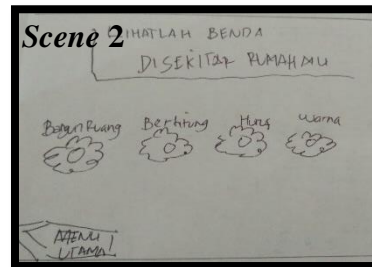 Scene 2
LIHATLAH BENDA
DISEKITAR RUMAHMU
Bangun Ruang Berhitung Huruf Warna
MENU
UTAMA